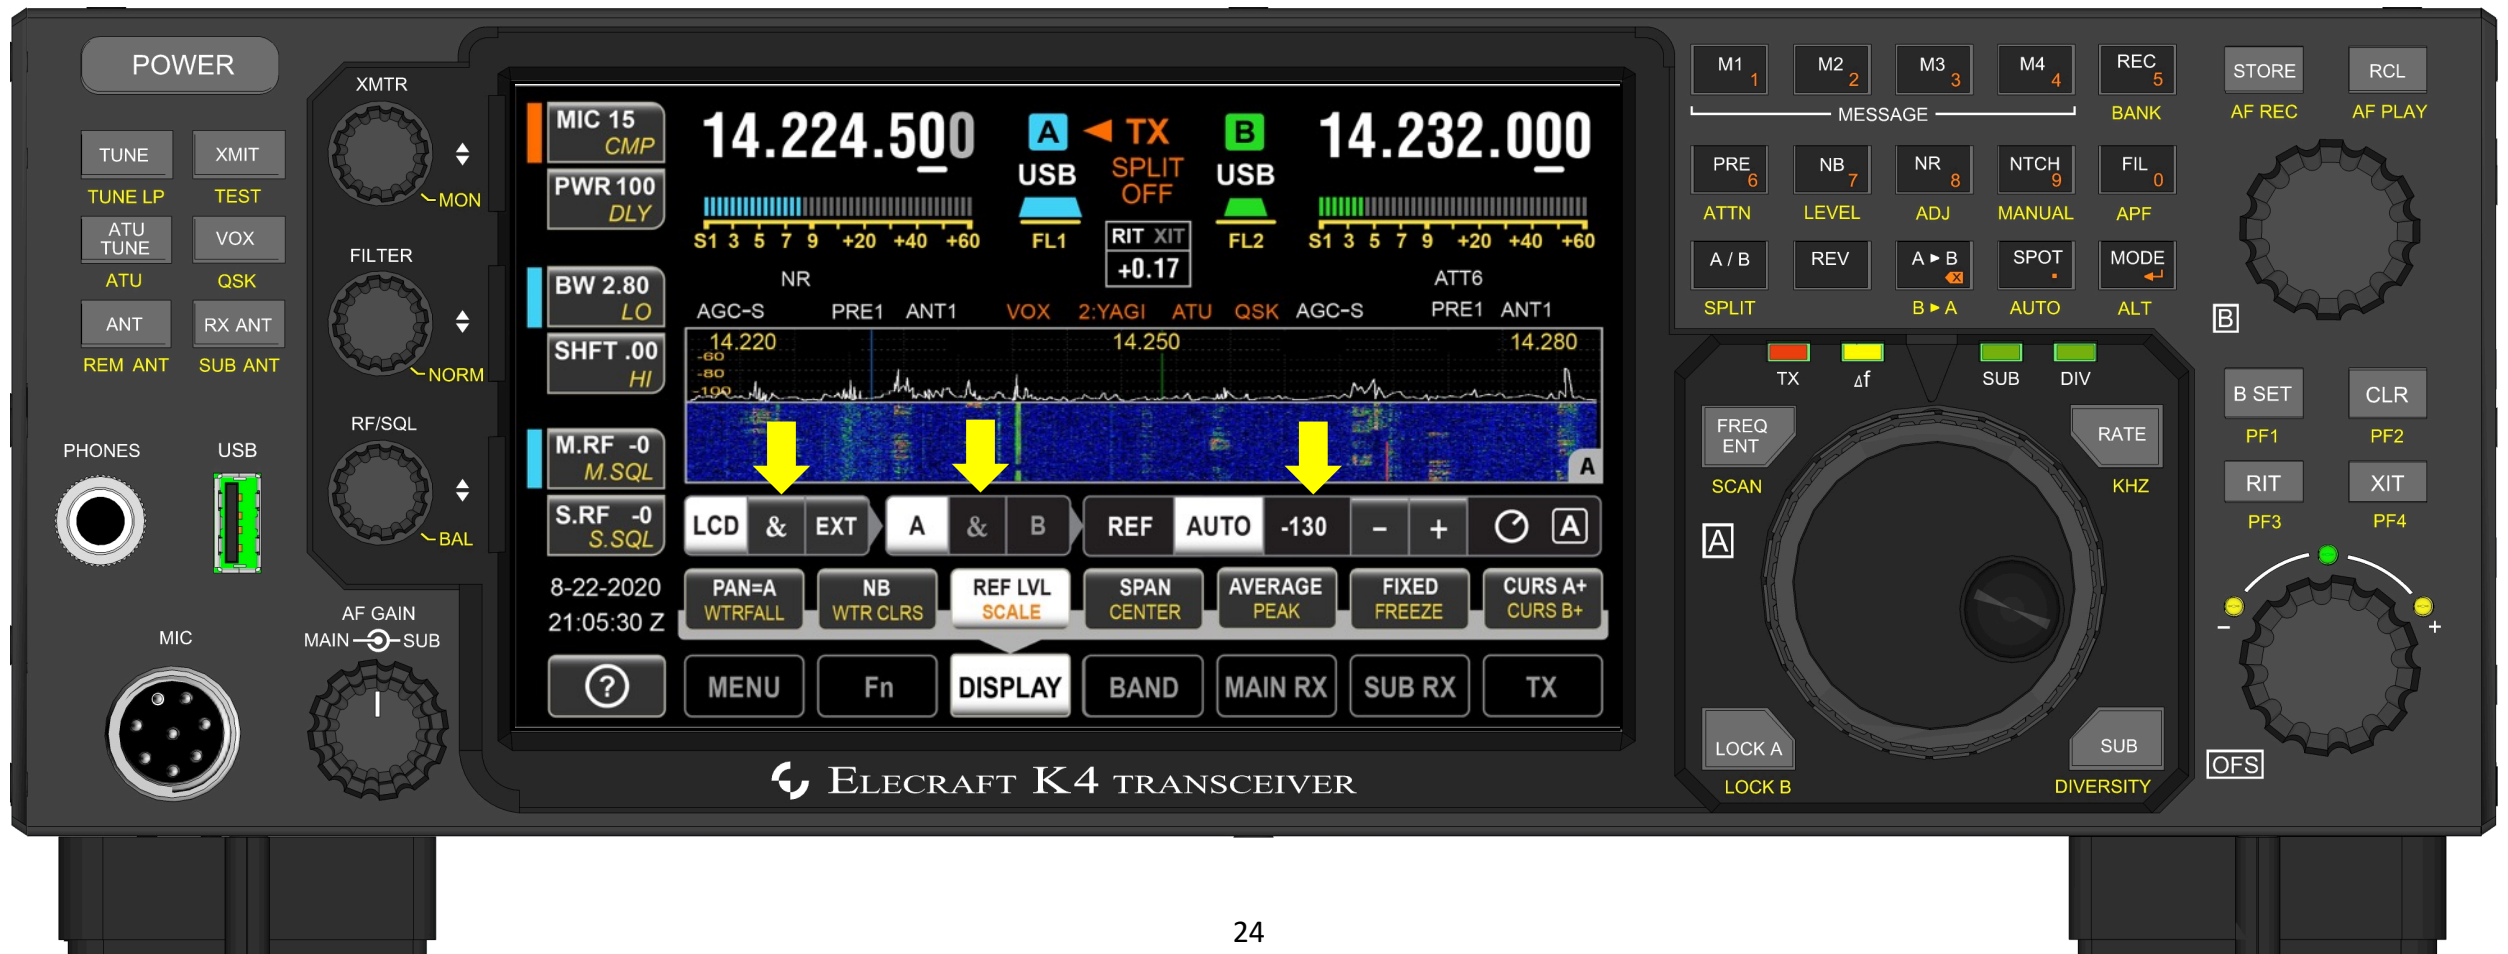 POWER
XMTR
MON
TUNE
XMIT
TUNE LP
TEST
ATU
TUNE
VOX
ATU
QSK
ANT
RX ANT
REM ANT
SUB ANT
FILTER
NORM
RF/SQL
BAL
PHONES
USB
MIC
AF GAIN
MAIN
SUB
MIC 15
CMP
PWR 100
DLY
BW 2.80
LO
SHFT .00
HI
M.RF -0
M.SQL
S.RF -0
S.SQL
8-22-2020
21:05:30 Z
?
14.224.500
A ◄ TX B
14.232.000
USB SPLIT USB
OFF
S1 3 5 7 9 +20 +40 +60
FL1
RIT XIT
+0.17
FL2
S1 3 5 7 9 +20 +40 +60
NR
ATT6
AGC-S PRE1 ANT1 VOX 2:YAGI ATU QSK AGC-S PRE1 ANT1
14.220 14.250 14.280
-60
-80
-100
A
LCD & EXT A & B REF AUTO -130 - + A
PAN=A NB REF LVL SPAN AVERAGE FIXED CURS A+
WTRFALL WTR CLRS SCALE CENTER PEAK FREEZE CURS B+
MENU Fn DISPLAY BAND MAIN RX SUB RX TX
ELECRAFT K4 TRANSCEIVER
M1 1 M2 2 M3 3 M4 4 REC 5
MESSAGE BANK
PRE 6 NB 7 NR 8 NTCH 9 FIL 0
ATTN LEVEL ADJ MANUAL APF
A / B REV A ► B SPOT . MODE
SPLIT B ► A AUTO ALT
TX Δf SUB DIV
FREQ
ENT
SCAN
RATE
KHZ
A
LOCK A
LOCK B
SUB
DIVERSITY
STORE RCL
AF REC AF PLAY
B
B SET CLR
PF1 PF2
RIT XIT
PF3 PF4
- +
OFS
24